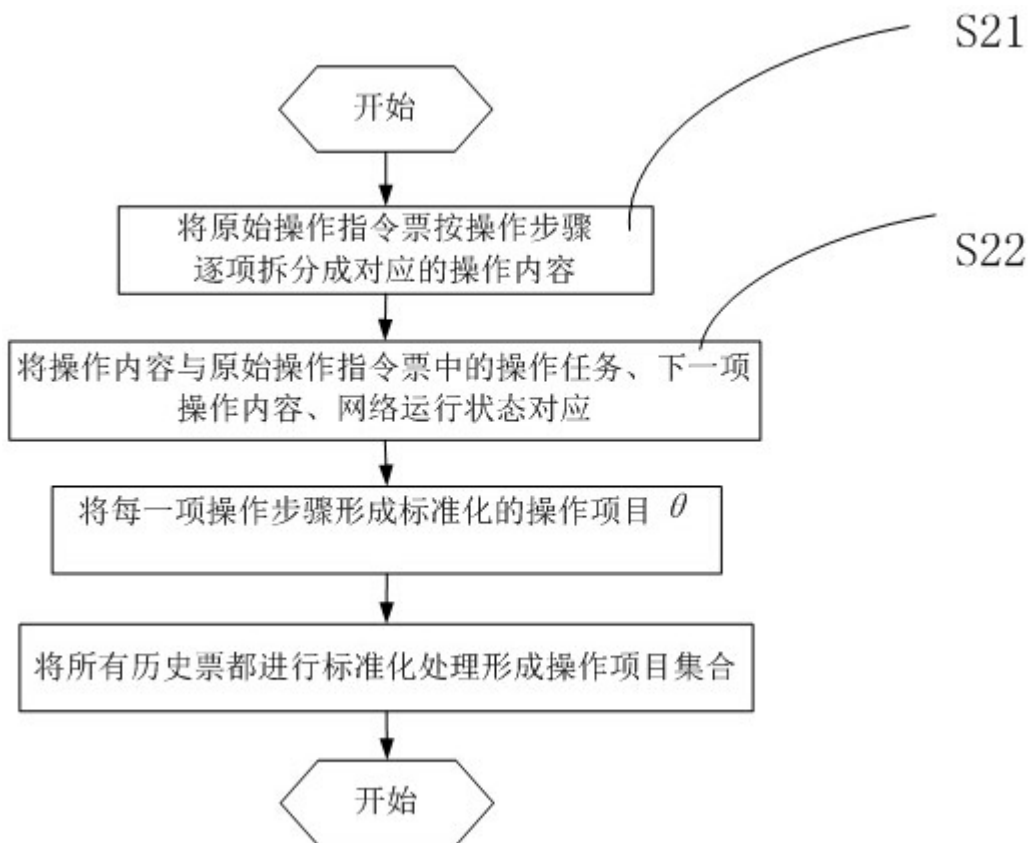 S21
开始
将原始操作指令票按操作步骤
逐项拆分成对应的操作内容
S22
将操作内容与原始操作指令票中的操作任务、下一项
操作内容、网络运行状态对应
将每一项操作步骤形成标准化的操作项目 θ
将所有历史票都进行标准化处理形成操作项目集合
开始